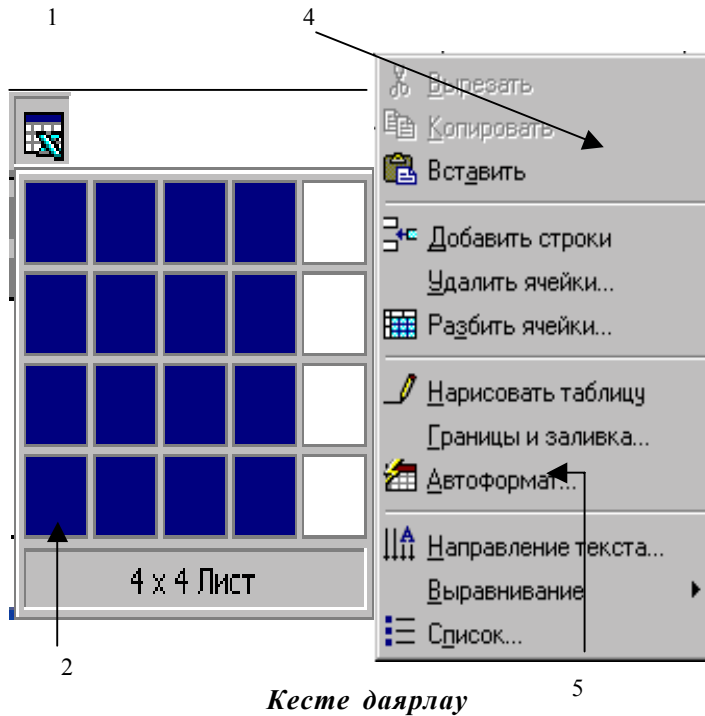 1
4
Вырезать
Копировать
Вставить
Добавить строки
Удалить ячейки...
Разбить ячейки...
Нарисовать таблицу
Границы и заливка...
Автоформат...
Направление текста...
Выравнивание
Список...
4 x 4 Лист
2
5
Кесте даярлау